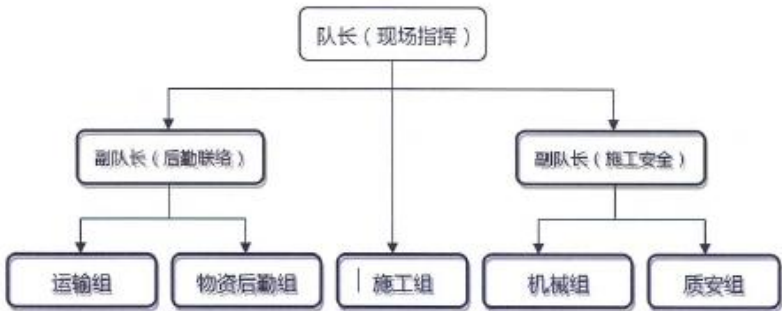 队长（现场指挥）
副队长（后勤联络）
副队长（施工安全）
运输组
物资后勤组
施工组
机械组
质安组